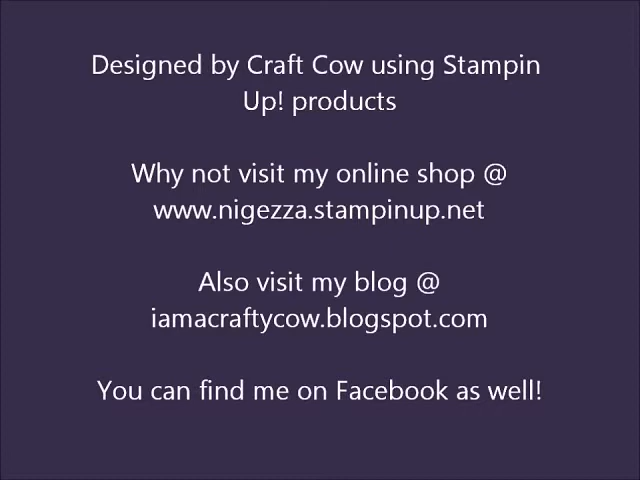 Designed by Craft Cow using Stampin
Up! products
Why not visit my online shop @
www.nigezza.stampinup.net
Also visit my blog @
iamacraftycow.blogspot.com
You can find me on Facebook as well!